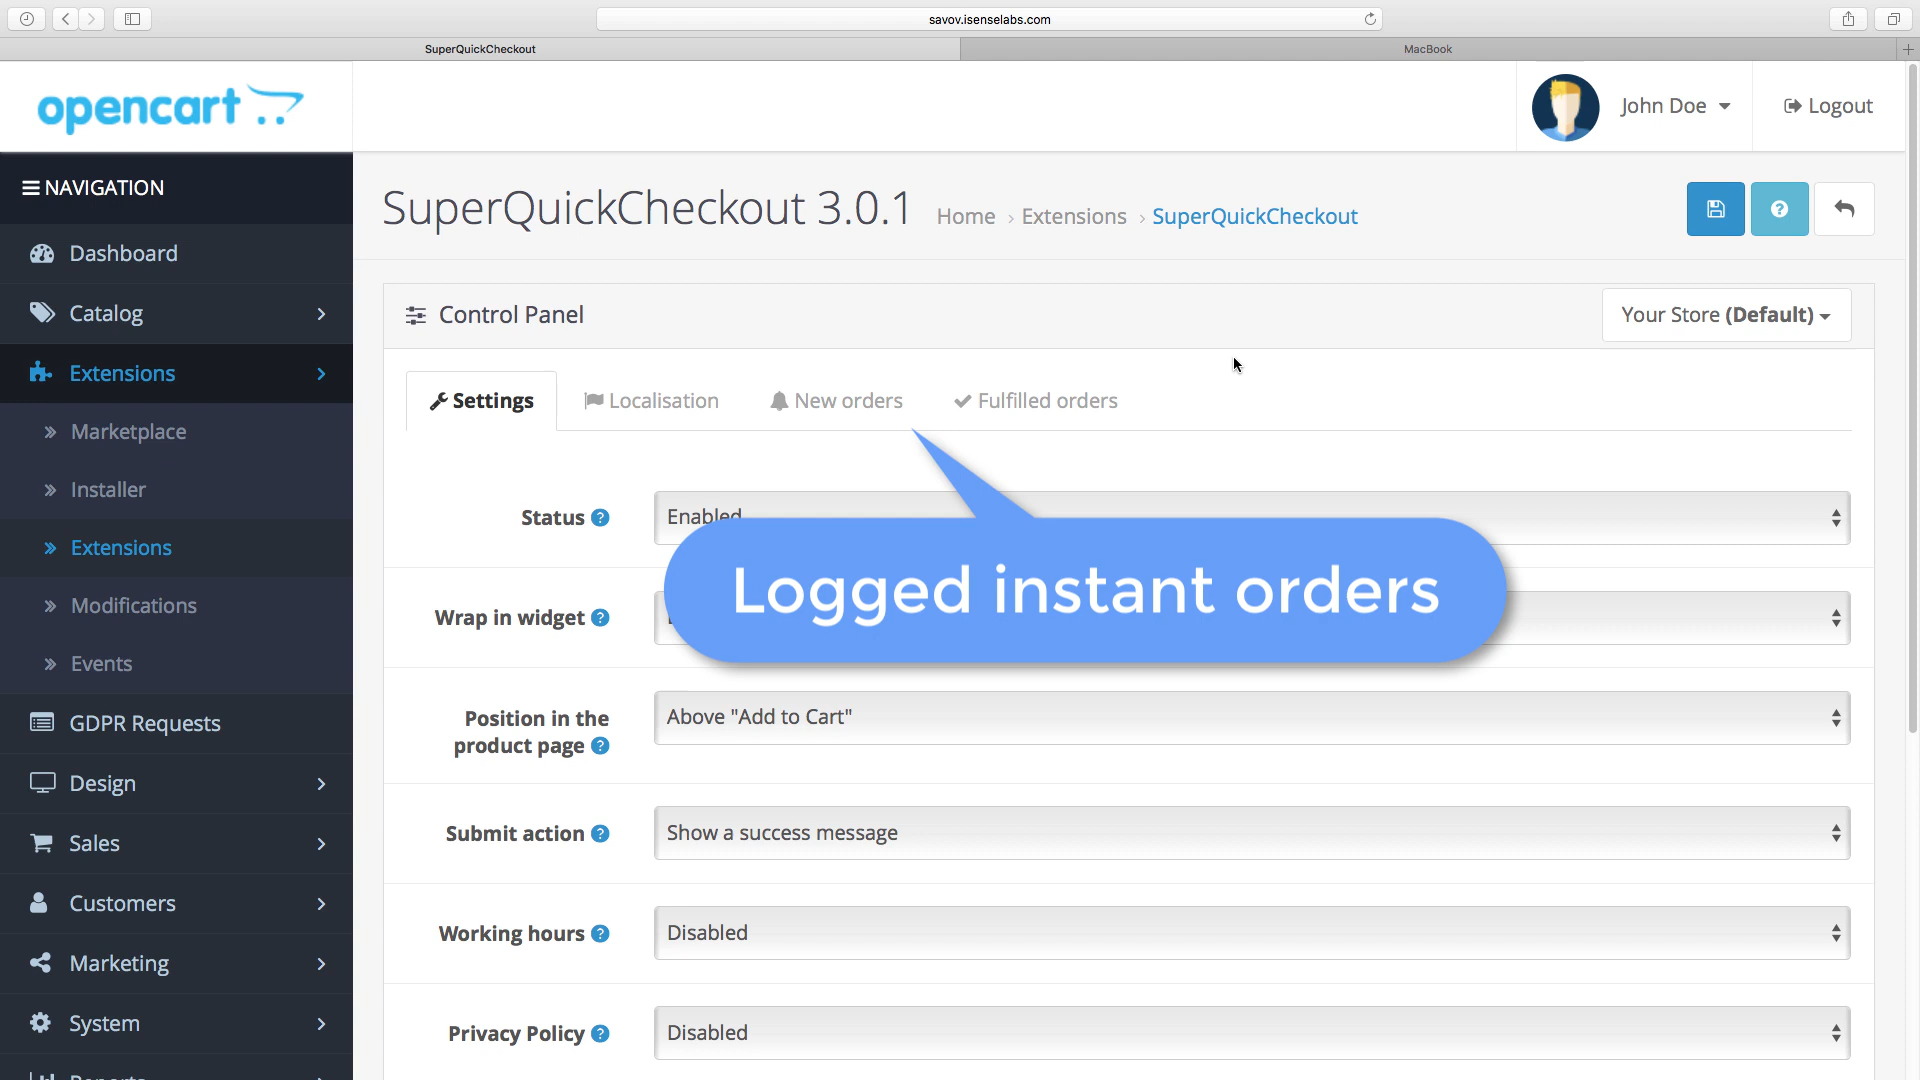 savov.isenselabs.com
SuperQuickCheckout
MacBook
opencart
John Doe
Logout
NAVIGATION
SuperQuickCheckout 3.0.1
Home › Extensions › SuperQuickCheckout
Dashboard
Catalog
Extensions
Marketplace
Installer
Extensions
Modifications
Events
GDPR Requests
Design
Sales
Customers
Marketing
System
Reports
Control Panel
Your Store (Default)
Settings
Localisation
New orders
Fulfilled orders
Status
Enabled
Logged instant orders
Wrap in widget
Position in the
product page
Above "Add to Cart"
Submit action
Show a success message
Working hours
Disabled
Privacy Policy
Disabled